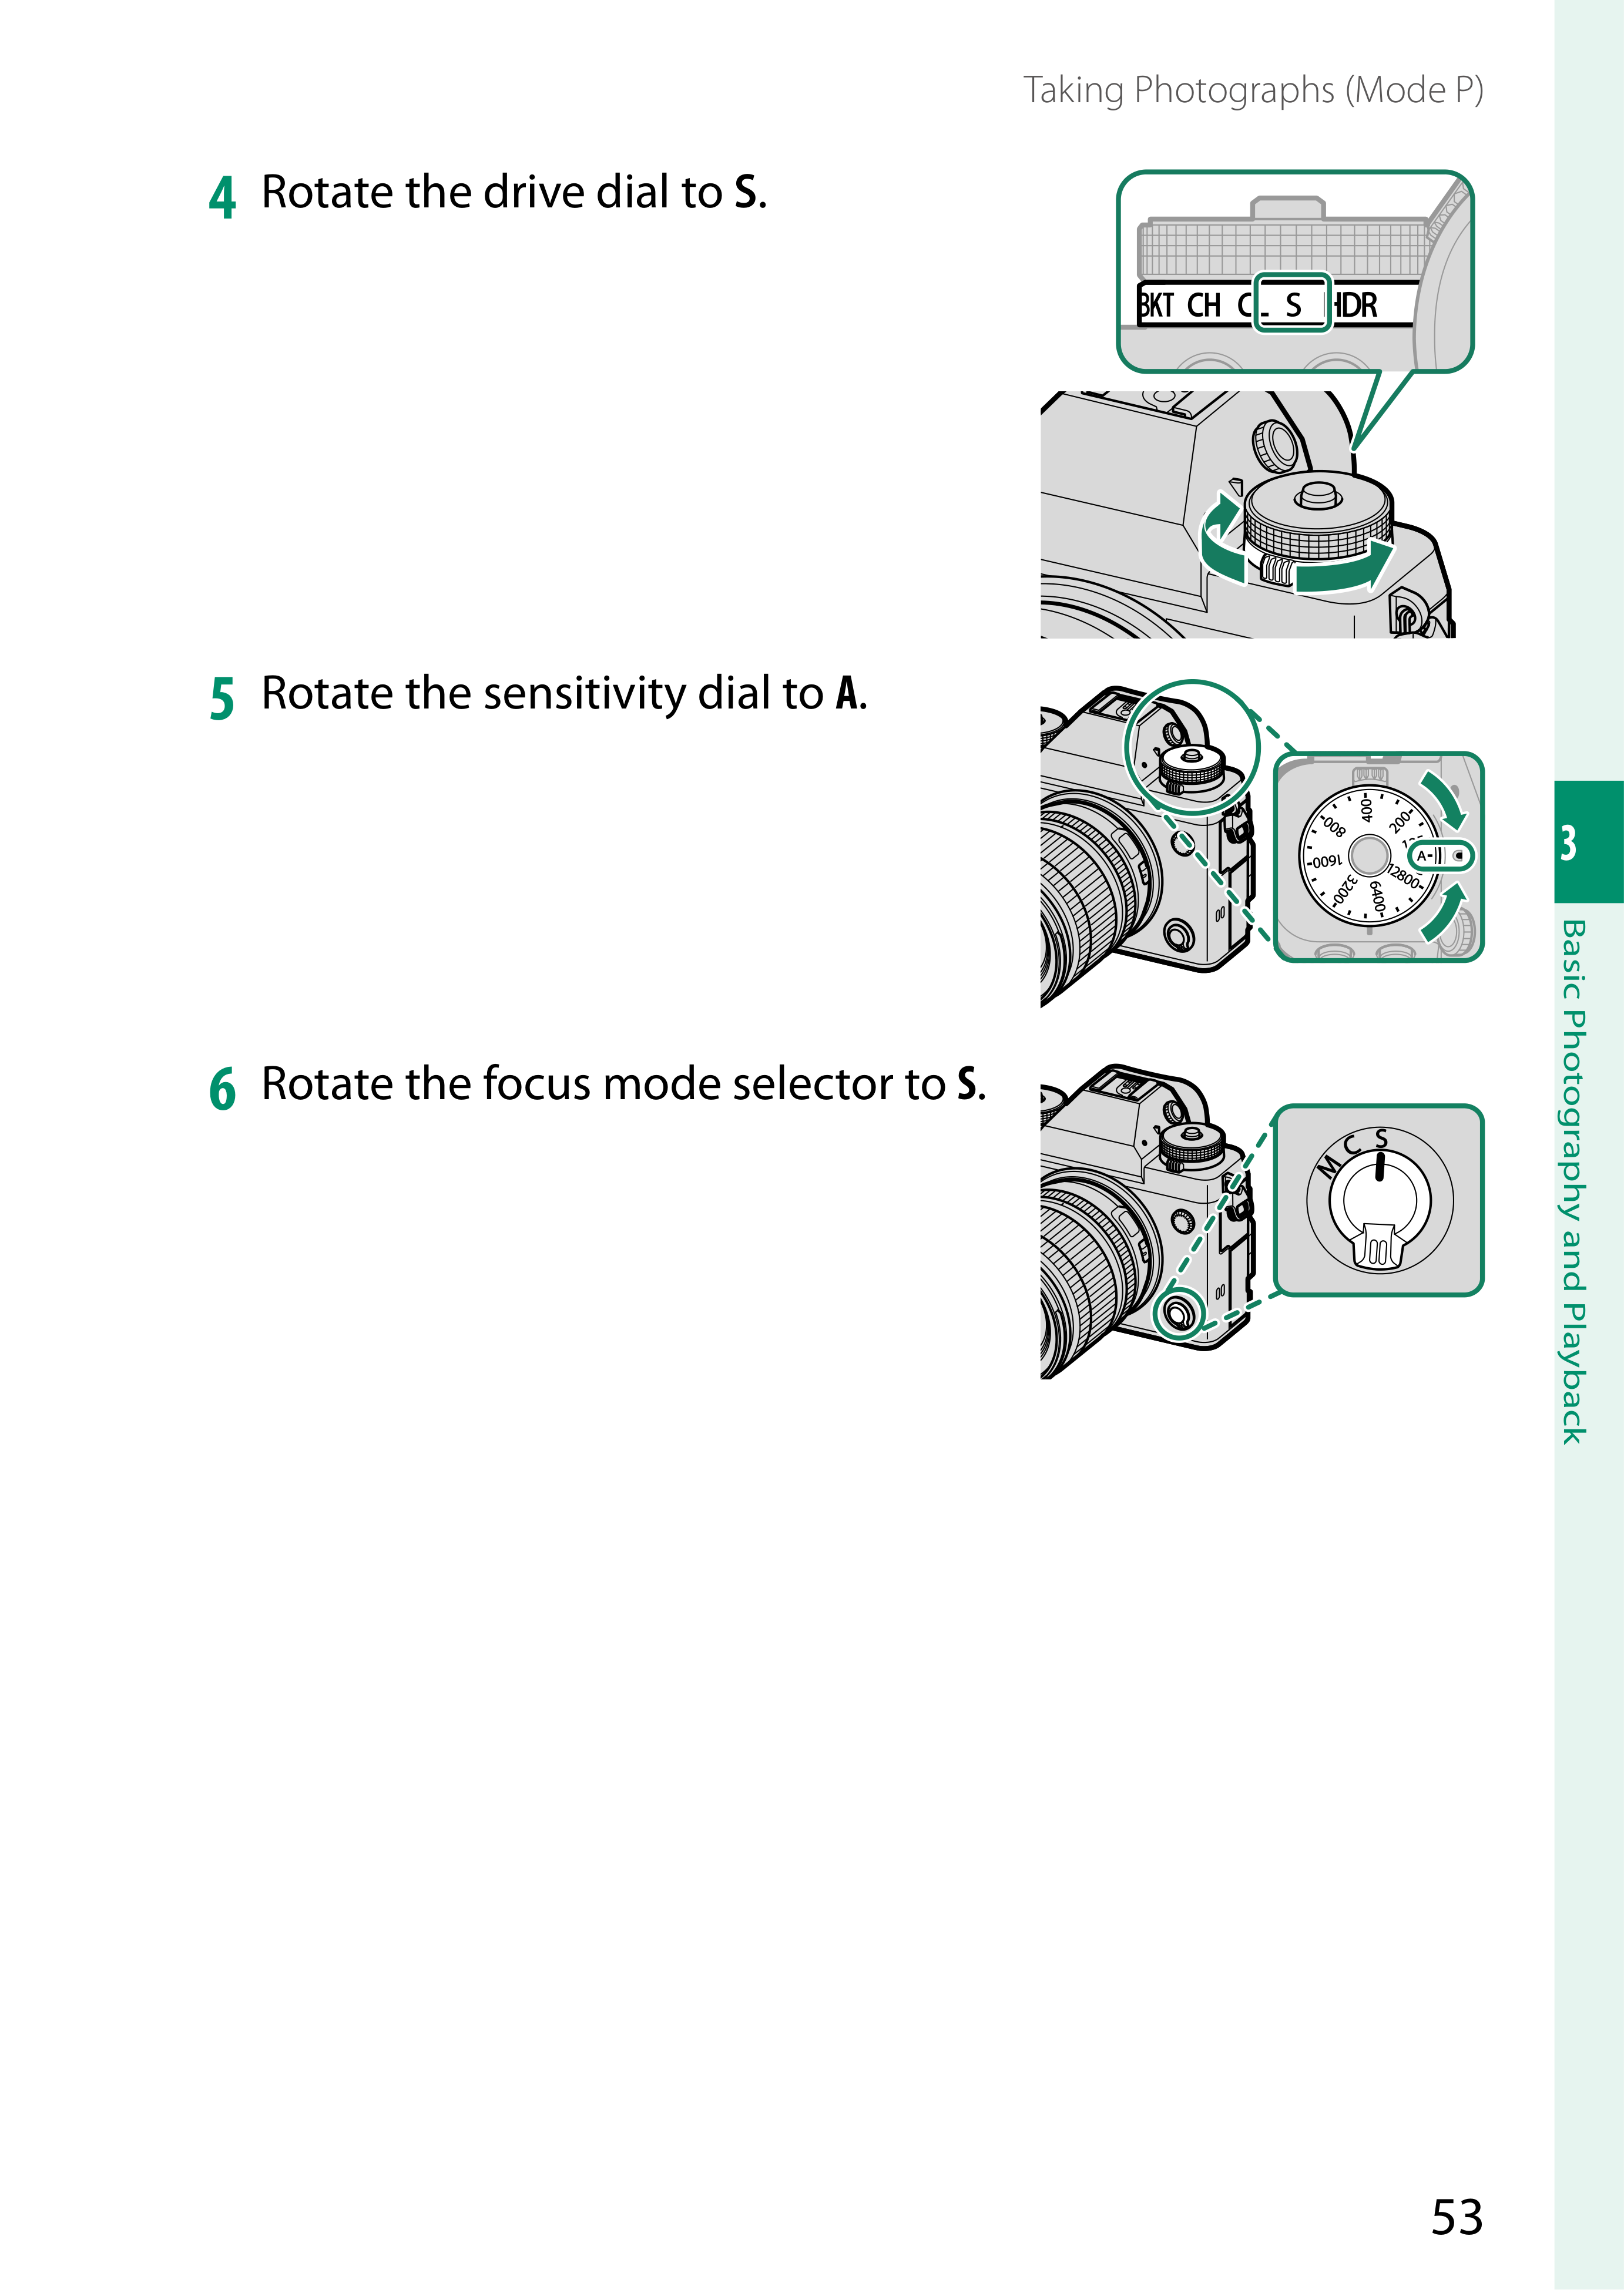 Taking Photographs (Mode P)
4 Rotate the drive dial to S.
BKT CH CL S HDR
5 Rotate the sensitivity dial to A.
400
200
800
1600
3200
6400
12800
A
6 Rotate the focus mode selector to S.
M C S
3
Basic Photography and Playback
53